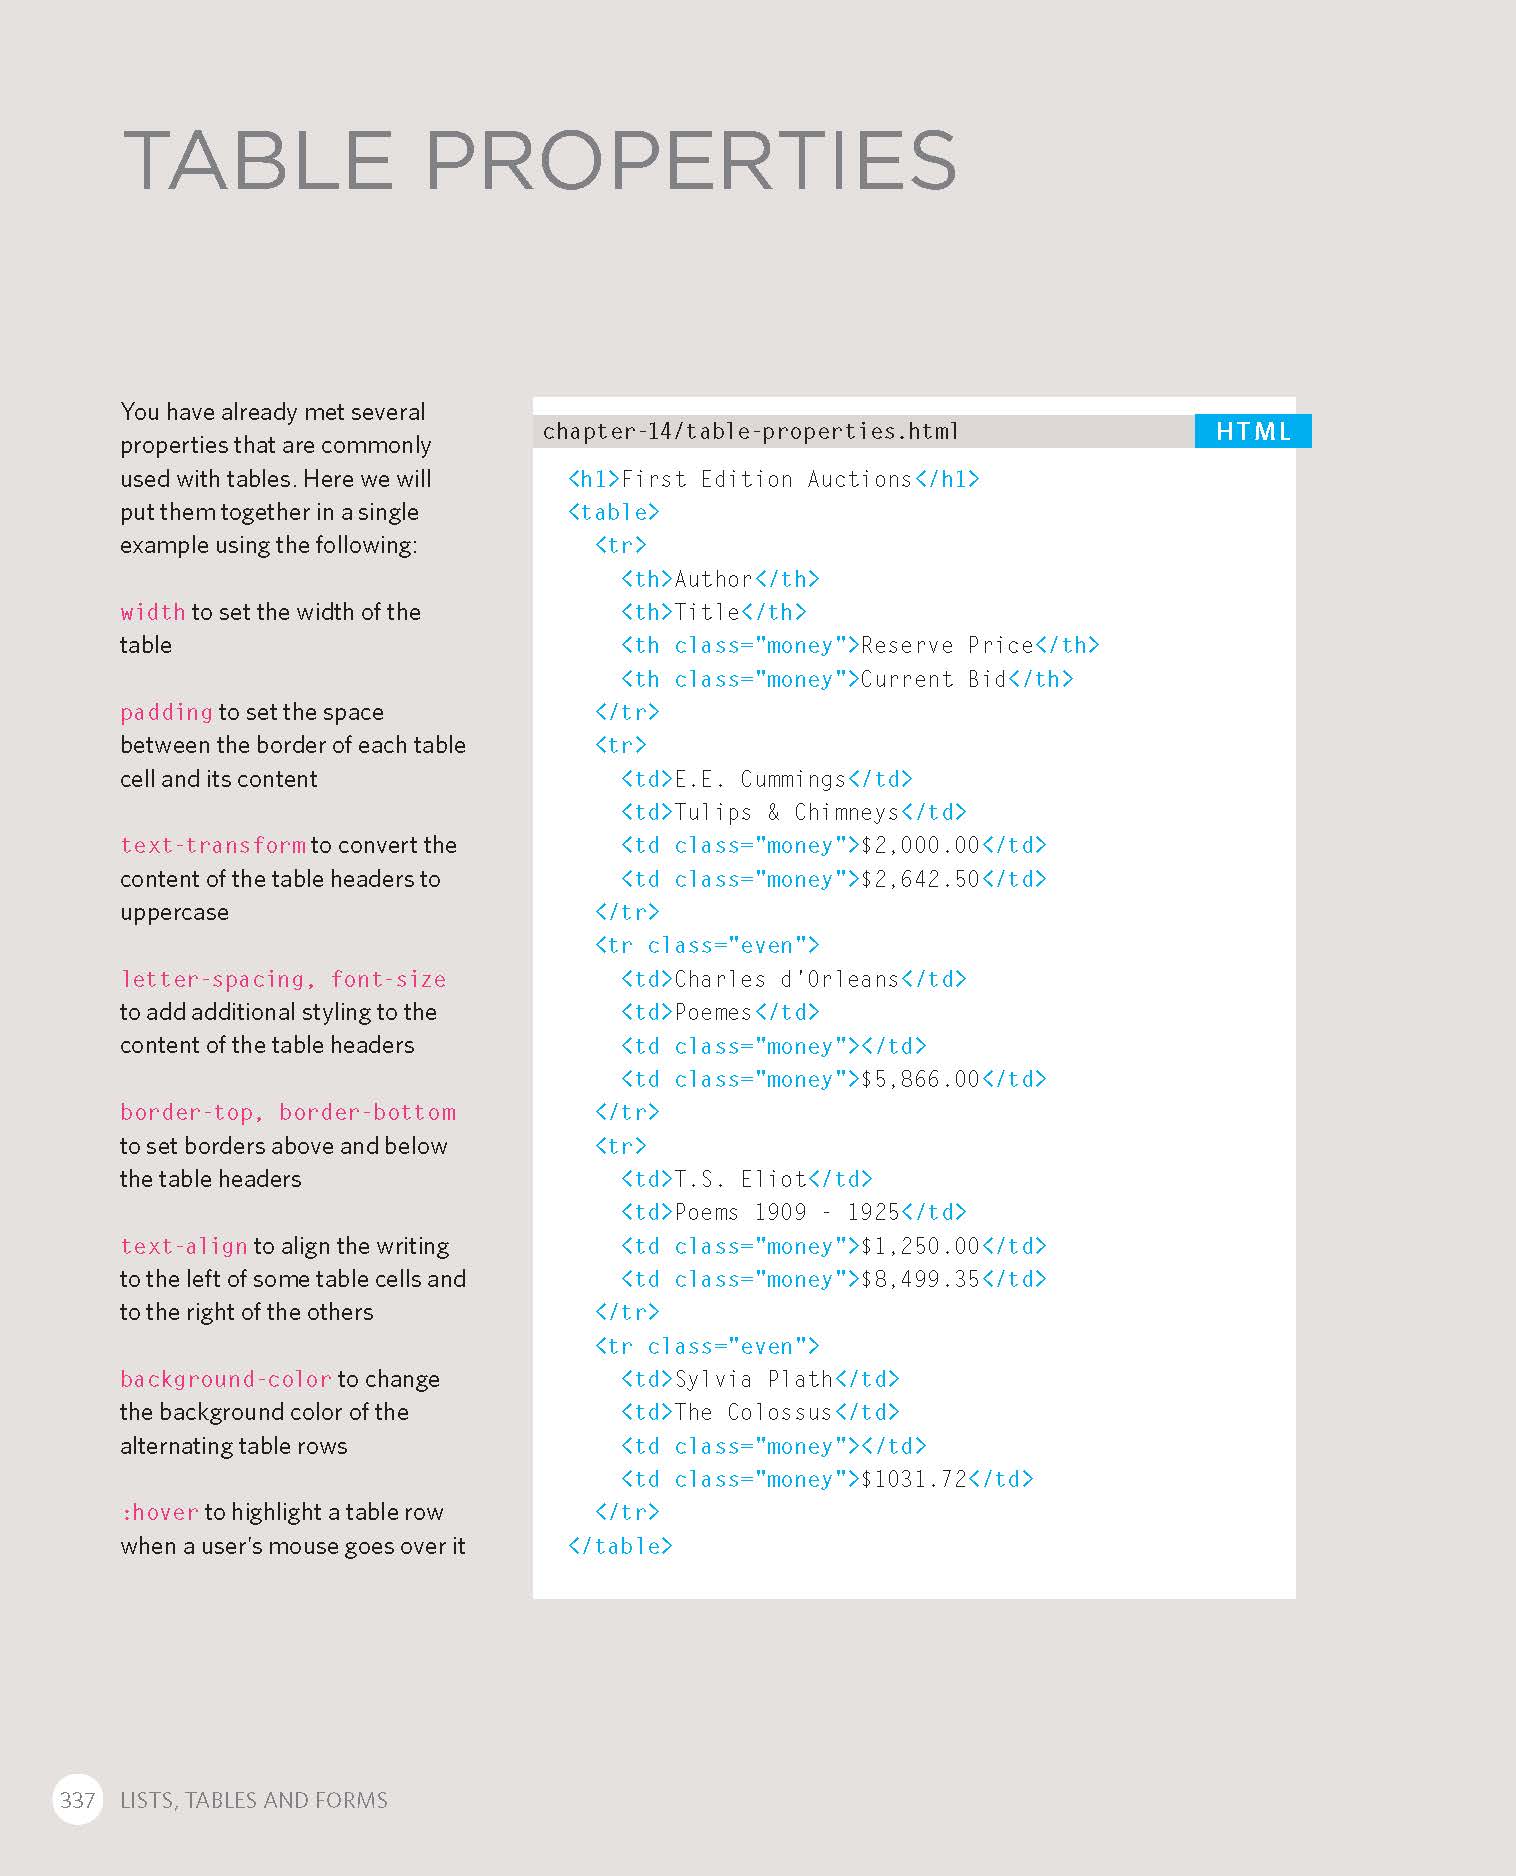 TABLE PROPERTIES
You have already met several
properties that are commonly
used with tables. Here we will
put them together in a single
example using the following:
width to set the width of the
table
padding to set the space
between the border of each table
cell and its content
text-transform to convert the
content of the table headers to
uppercase
letter-spacing, font-size
to add additional styling to the
content of the table headers
border-top, border-bottom
to set borders above and below
the table headers
text-align to align the writing
to the left of some table cells and
to the right of the others
background-color to change
the background color of the
alternating table rows
:hover to highlight a table row
when a user's mouse goes over it
chapter-14/table-properties.html HTML
<h1>First Edition Auctions</h1>
<table>
<tr>
<th>Author</th>
<th>Title</th>
<th class="money">Reserve Price</th>
<th class="money">Current Bid</th>
</tr>
<tr>
<td>E.E. Cummings</td>
<td>Tulips & Chimneys</td>
<td class="money">$2,000.00</td>
<td class="money">$2,642.50</td>
</tr>
<tr class="even">
<td>Charles d'Orleans</td>
<td>Poemes</td>
<td class="money"></td>
<td class="money">$5,866.00</td>
</tr>
<tr>
<td>T.S. Eliot</td>
<td>Poems 1909 - 1925</td>
<td class="money">$1,250.00</td>
<td class="money">$8,499.35</td>
</tr>
<tr class="even">
<td>Sylvia Plath</td>
<td>The Colossus</td>
<td class="money"></td>
<td class="money">$1031.72</td>
</tr>
</table>
337 LISTS, TABLES AND FORMS